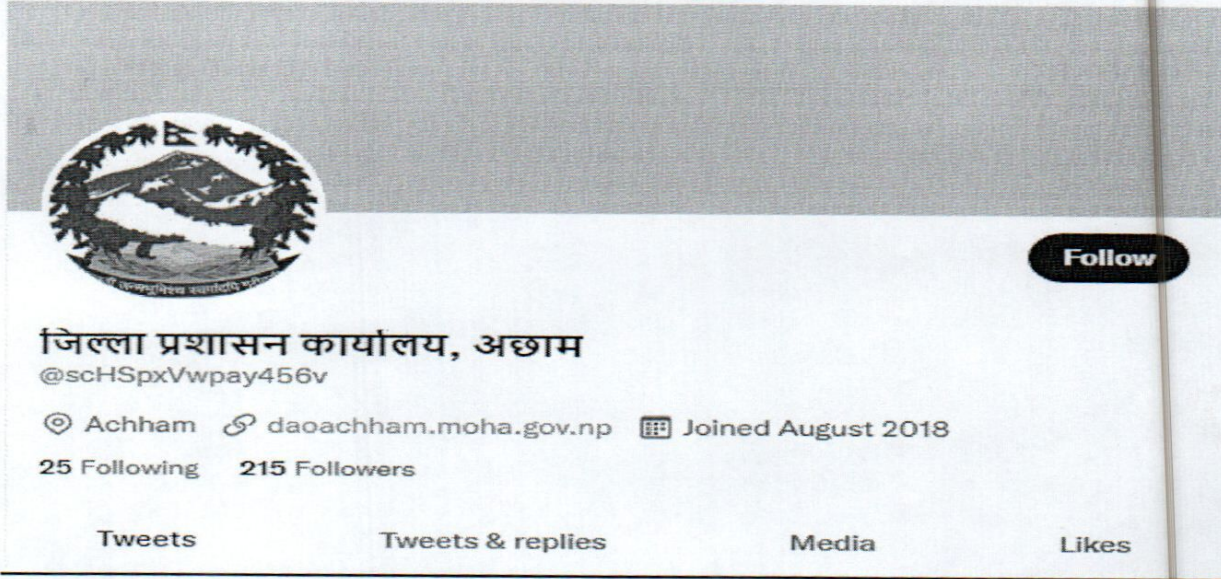 Follow
जिल्ला प्रशासन कार्यालय, अछाम
@scHSpxVwpay456v
Achham daoachham.moha.gov.np Joined August 2018
25 Following 215 Followers
Tweets Tweets & replies Media Likes